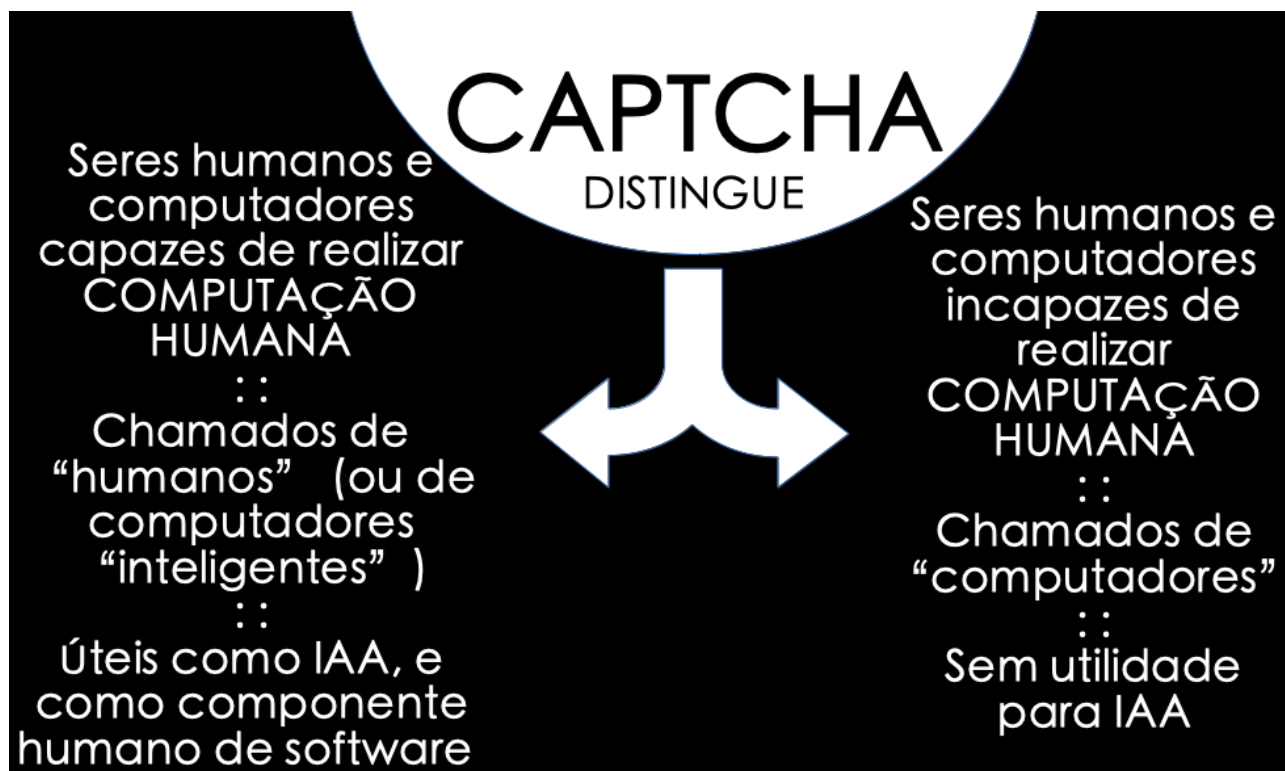 CAPTCHA
DISTINGUE
Seres humanos e
computadores
capazes de realizar
COMPUTAÇÃO
HUMANA
: :
Chamados de
“humanos” (ou de
computadores
“inteligentes” )
: :
Úteis como IAA, e
como componente
humano de software
Seres humanos e
computadores
incapazes de
realizar
COMPUTAÇÃO
HUMANA
: :
Chamados de
“computadores”
: :
Sem utilidade
para IAA